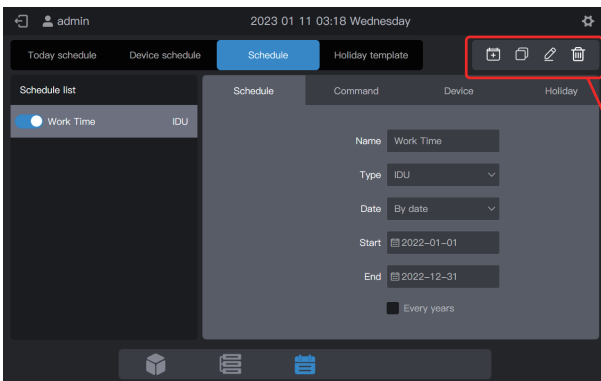 admin 2023 01 11 03:18 Wednesday
Today schedule Device schedule Schedule Holiday template
Schedule list Schedule Command Device Holiday
Work Time IDU
Name Work Time
Type IDU
Date By date
Start 2022-01-01
End 2022-12-31
Every years